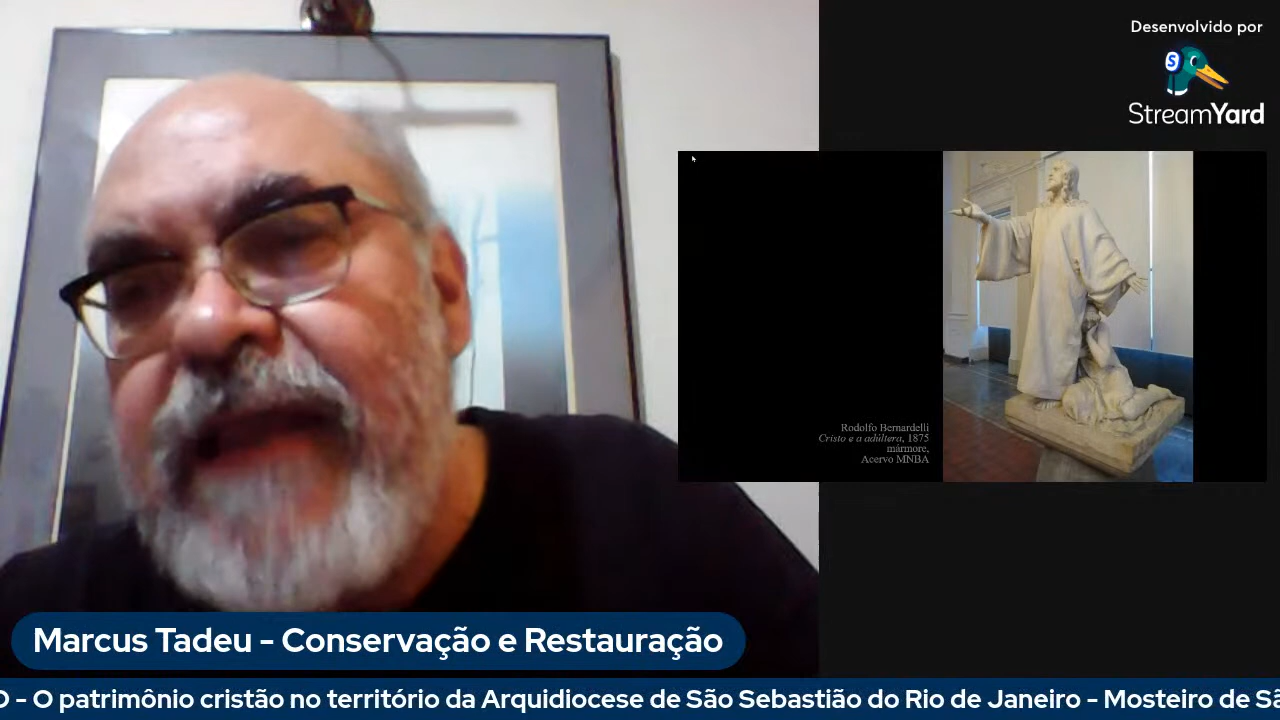 Desenvolvido por
StreamYard
Rodolfo Bernardelli
Cristo e a adúltera, 1875
mármore,
Acervo MNBA
Marcus Tadeu - Conservação e Restauração
- O patrimônio cristão no território da Arquidiocese de São Sebastião do Rio de Janeiro - Mosteiro de